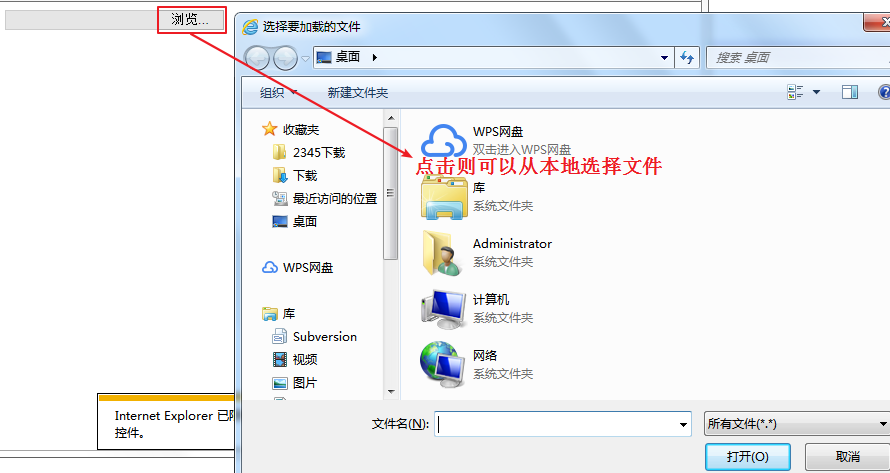 浏览...
选择要加载的文件
桌面
搜索 桌面
组织
新建文件夹
收藏夹
2345下载
下载
最近访问的位置
桌面
WPS网盘
库
Subversion
视频
图片
WPS网盘
双击进入WPS网盘
点击则可以从本地选择文件
库
系统文件夹
Administrator
系统文件夹
计算机
系统文件夹
网络
系统文件夹
Internet Explorer 已
控件。
文件名(N):
所有文件(*.*)
打开(O)
取消